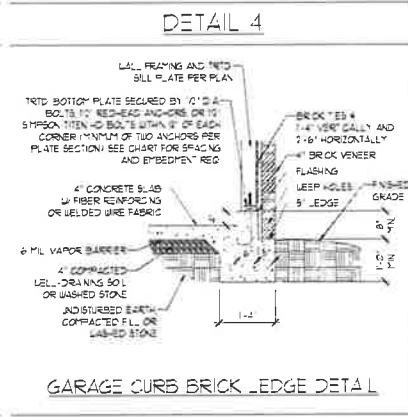 DETAIL 4
WALL FRAMING AND TRTD
SILL PLATE PER PLAN
TRTD BOTTOM PLATE SECURED BY 1/2" DIA
BOLTS, 1/2" REDHEAD ANCHORS OR 1/2"
SIMPSON TITEN HD BOLTS WITHIN 12" OF EACH
CORNER (MINIMUM OF TWO ANCHORS PER
PLATE SECTION) SEE CHART FOR SPACING
AND EMBEDMENT REQ
4" CONCRETE SLAB
W/ FIBER REINFORCING
OR WELDED WIRE FABRIC
6 MIL VAPOR BARRIER
4" COMPACTED
WELL-DRAINING SOIL
OR WASHED STONE
UNDISTURBED EARTH,
COMPACTED FILL, OR
WASHED STONE
BRICK TIES @
1'-4" VERTICALLY AND
2'-6" HORIZONTALLY
4" BRICK VENEER
FLASHING
WEEP HOLES
5" LEDGE
FINISHED
GRADE
8"
MIN.
MIN.
1'-4"
GARAGE CURB BRICK LEDGE DETAIL